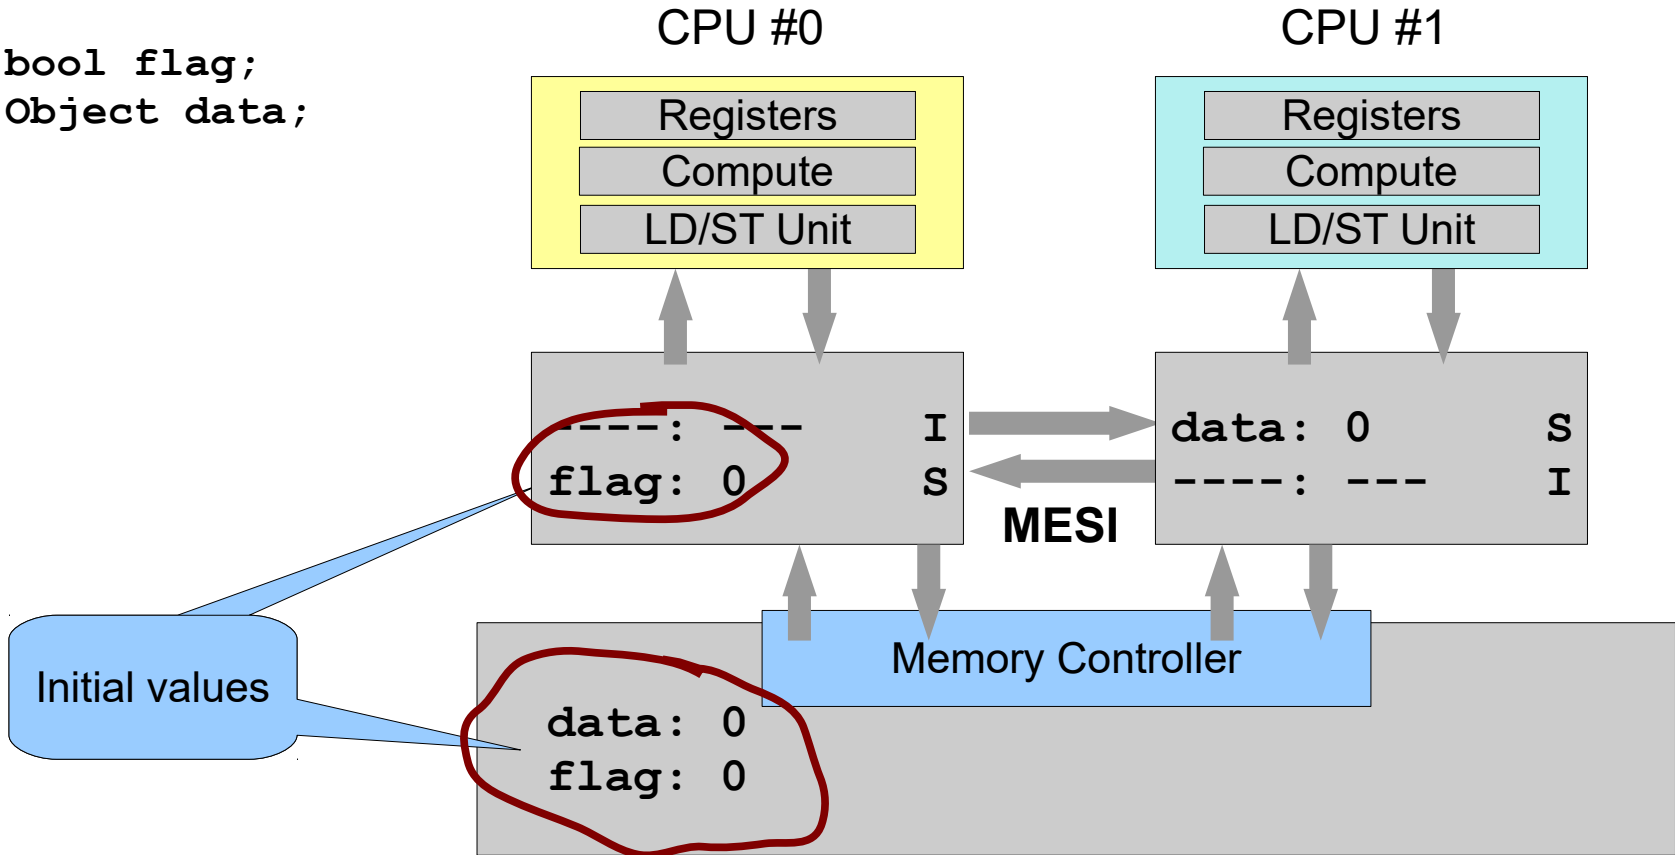 bool flag;
Object data;
CPU #0
CPU #1
Registers
Compute
LD/ST Unit
Registers
Compute
LD/ST Unit
----: --- I
flag: 0 S
data: 0 S
----: --- I
MESI
Initial values
Memory Controller
data: 0
flag: 0